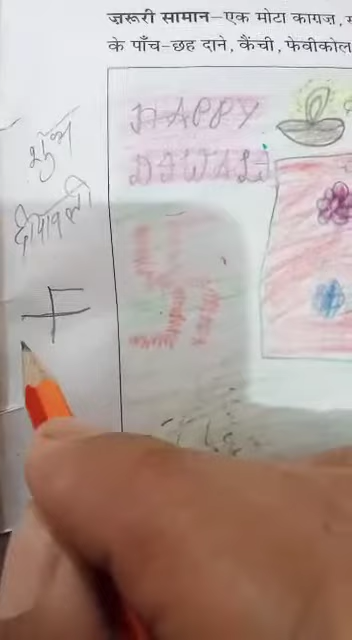 ज़रूरी सामान–एक मोटा कागज़,
के पाँच–छह दाने, कैंची, फेवीकोल
HAPPY
DIWALI
शुभ
दीपावली